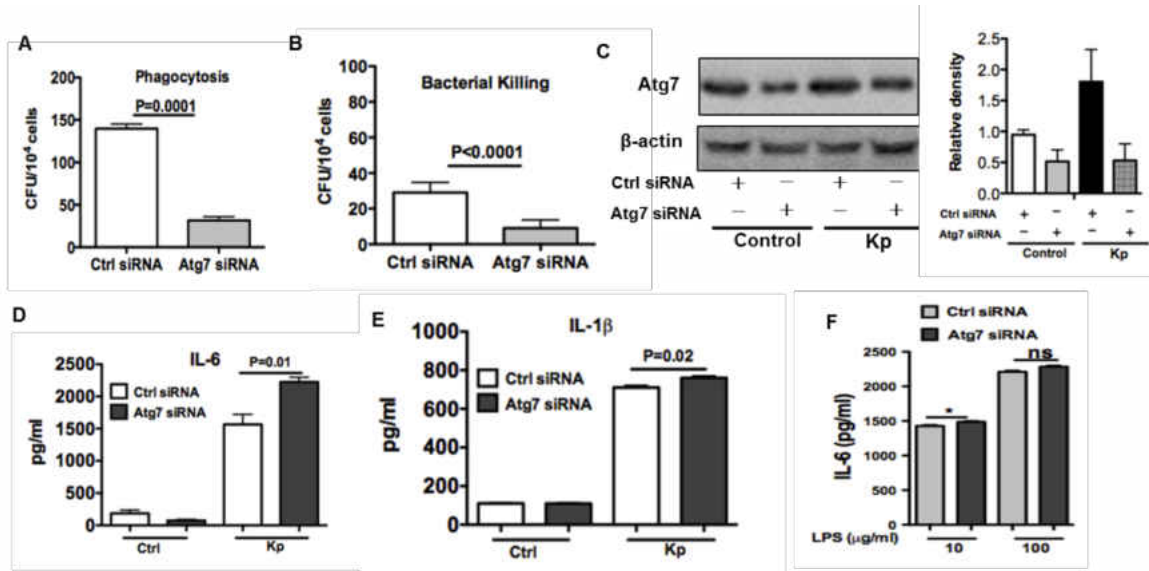 A
Phagocytosis
P=0.0001
CFU/10⁴ cells
200
150
100
50
0
Ctrl siRNA Atg7 siRNA
B
Bacterial Killing
P<0.0001
CFU/10⁴ cells
100
80
60
40
20
0
Ctrl siRNA Atg7 siRNA
C
Atg7
β-actin
Ctrl siRNA + − + −
Atg7 siRNA − + − +
Control Kp
Relative density
2.5
2.0
1.5
1.0
0.5
0.0
Ctrl siRNA + − + −
Atg7 siRNA − + − +
Control Kp
D
IL-6
P=0.01
Ctrl siRNA
Atg7 siRNA
pg/ml
2500
2000
1500
1000
500
0
Ctrl Kp
E
IL-1β
P=0.02
Ctrl siRNA
Atg7 siRNA
pg/ml
1000
800
600
400
200
0
Ctrl Kp
F
Ctrl siRNA
Atg7 siRNA
ns
*
IL-6 (pg/ml)
2500
2000
1500
1000
500
0
LPS (μg/ml) 10 100